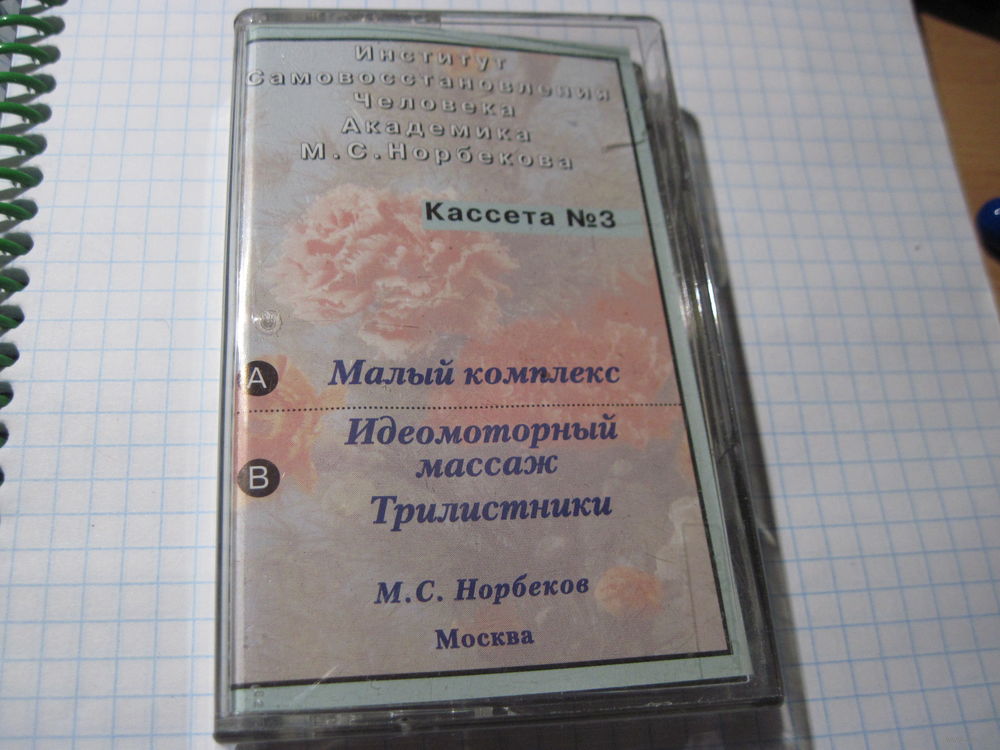 Институт
Самовосстановления
Человека
Академика
М.С.Норбекова
Кассета №3
A
Малый комплекс
B
Идеомоторный
массаж
Трилистники
М.С. Норбеков
Москва